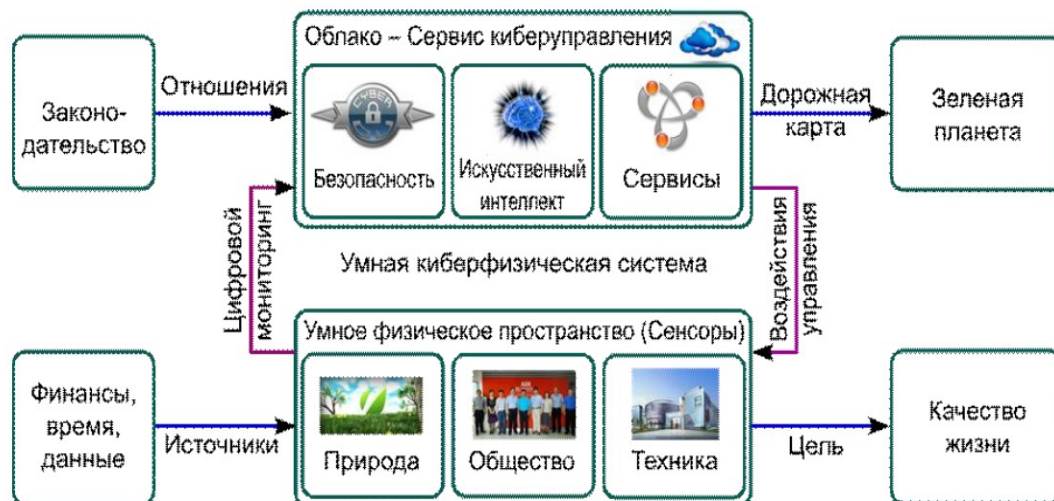 Облако – Сервис киберуправления
Законо-
дательство
Отношения
CYBER
Безопасность
Искусственный
интеллект
Сервисы
Дорожная
карта
Зеленая
планета
Цифровой
мониторинг
Умная киберфизическая система
Воздействия
управления
Умное физическое пространство (Сенсоры)
Финансы,
время,
данные
Источники
Природа
Общество
Техника
Цель
Качество
жизни